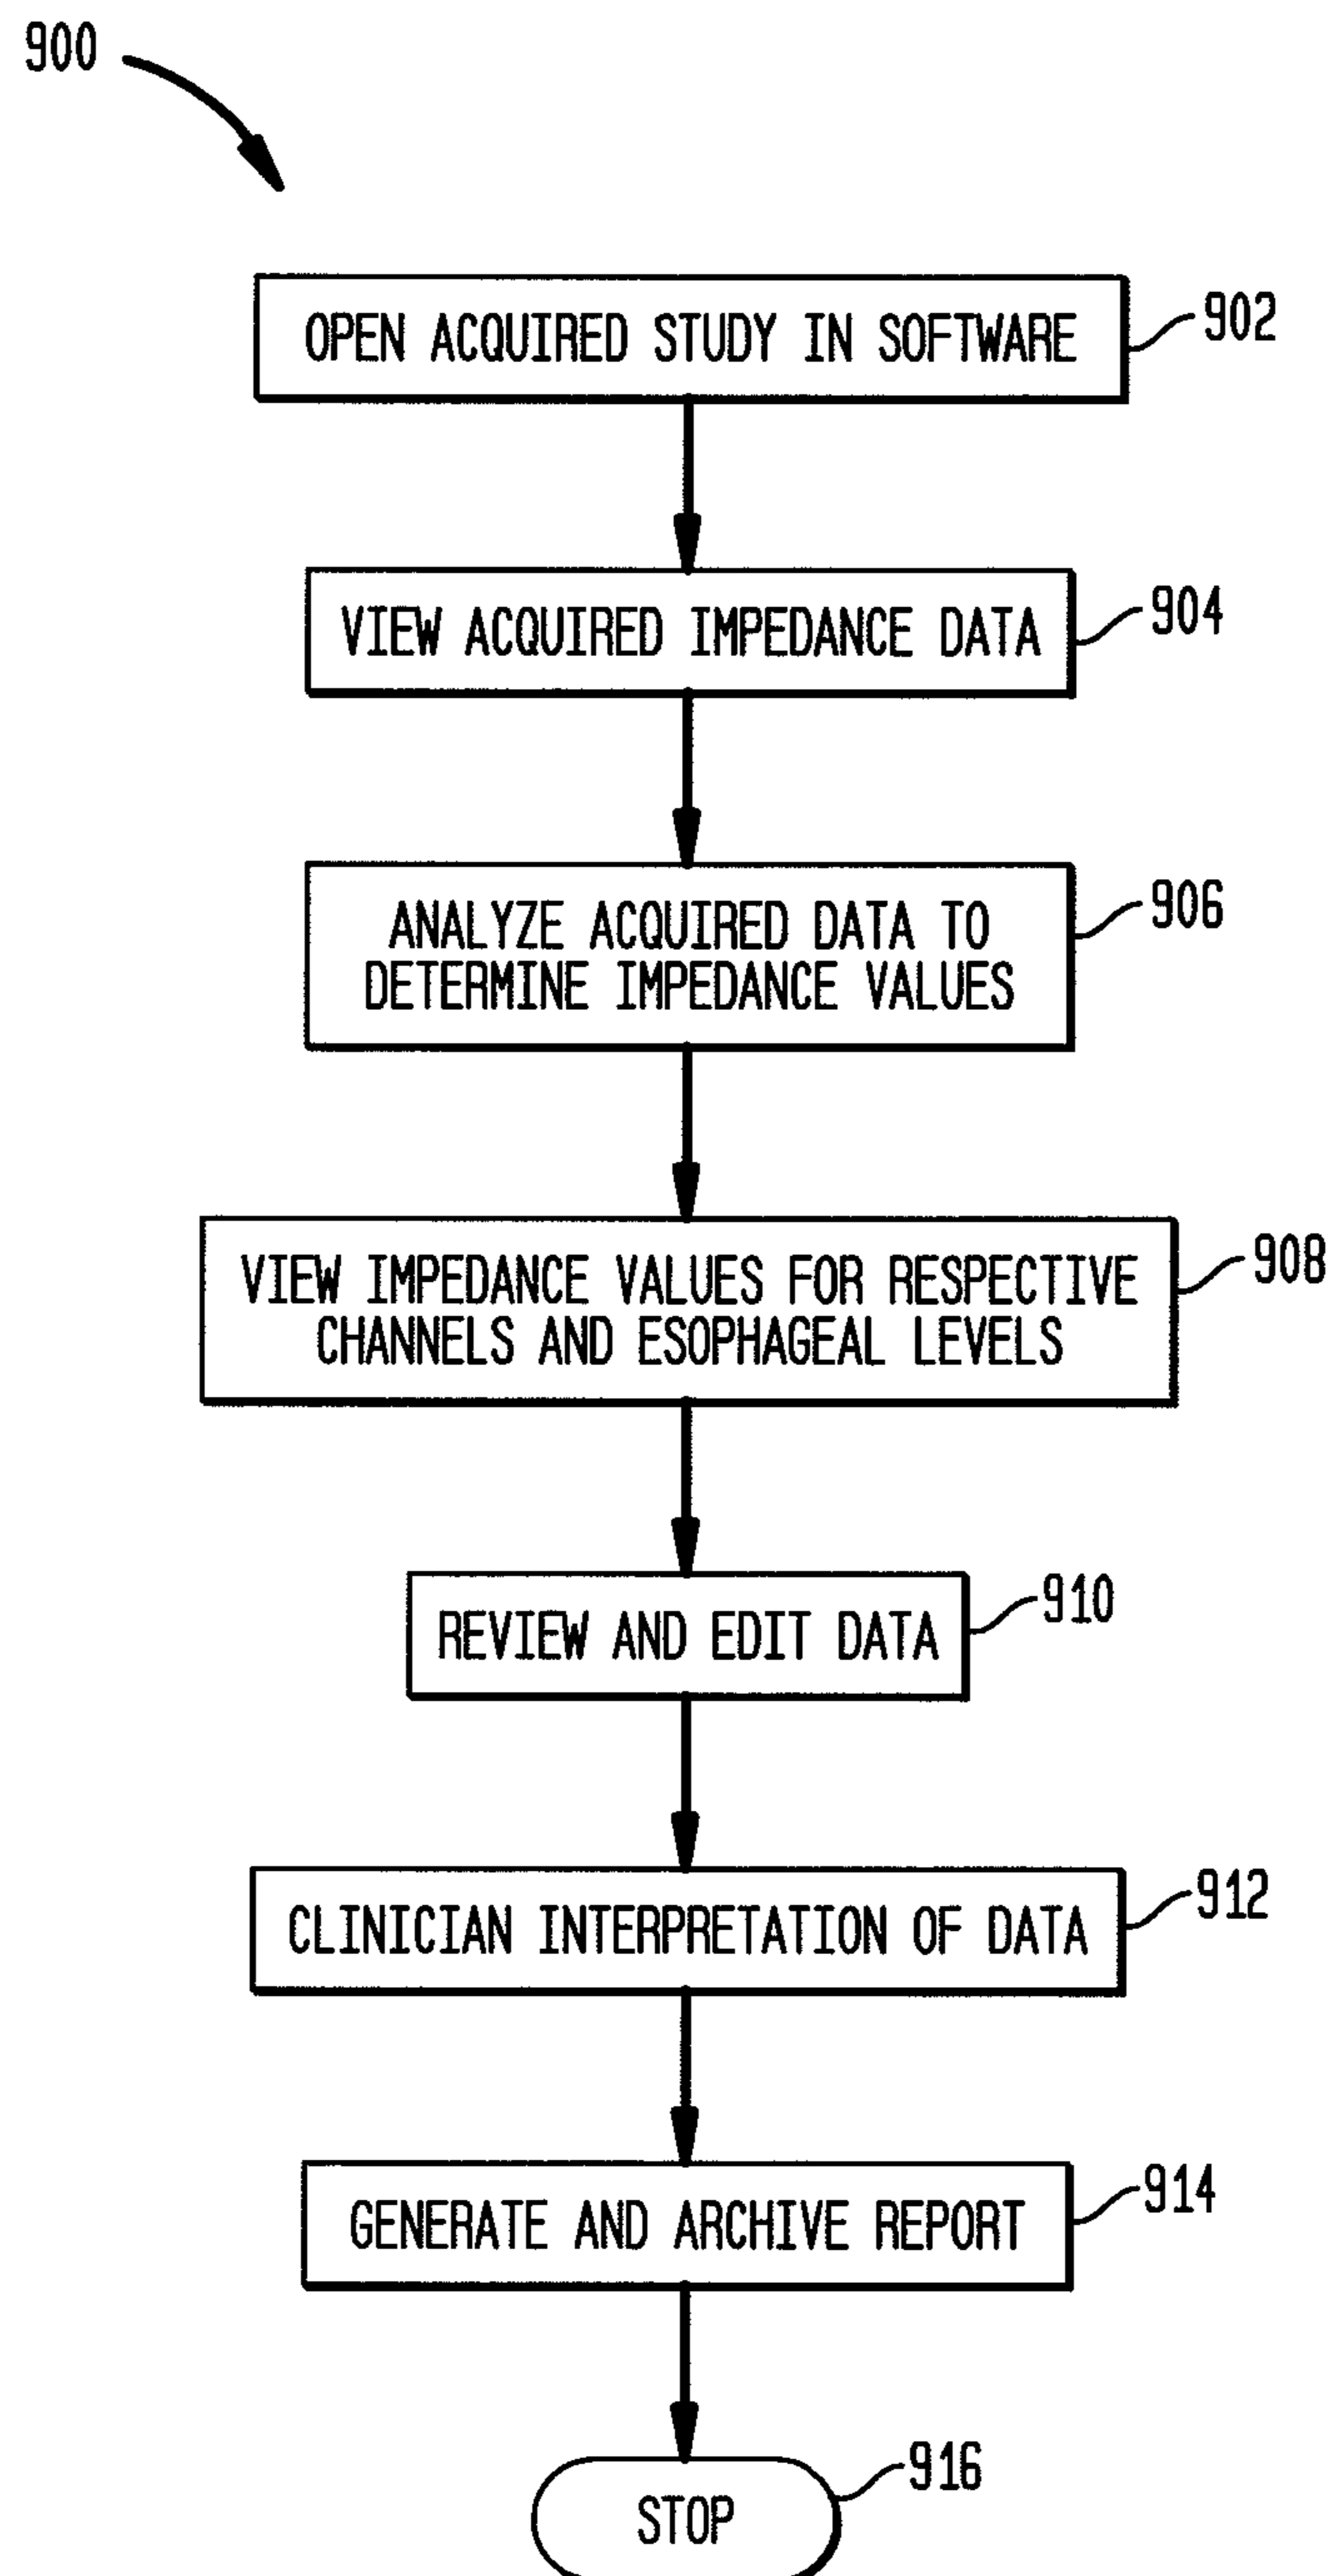 900
OPEN ACQUIRED STUDY IN SOFTWARE
902
VIEW ACQUIRED IMPEDANCE DATA
904
ANALYZE ACQUIRED DATA TO
DETERMINE IMPEDANCE VALUES
906
VIEW IMPEDANCE VALUES FOR RESPECTIVE
CHANNELS AND ESOPHAGEAL LEVELS
908
REVIEW AND EDIT DATA
910
CLINICIAN INTERPRETATION OF DATA
912
GENERATE AND ARCHIVE REPORT
914
STOP
916